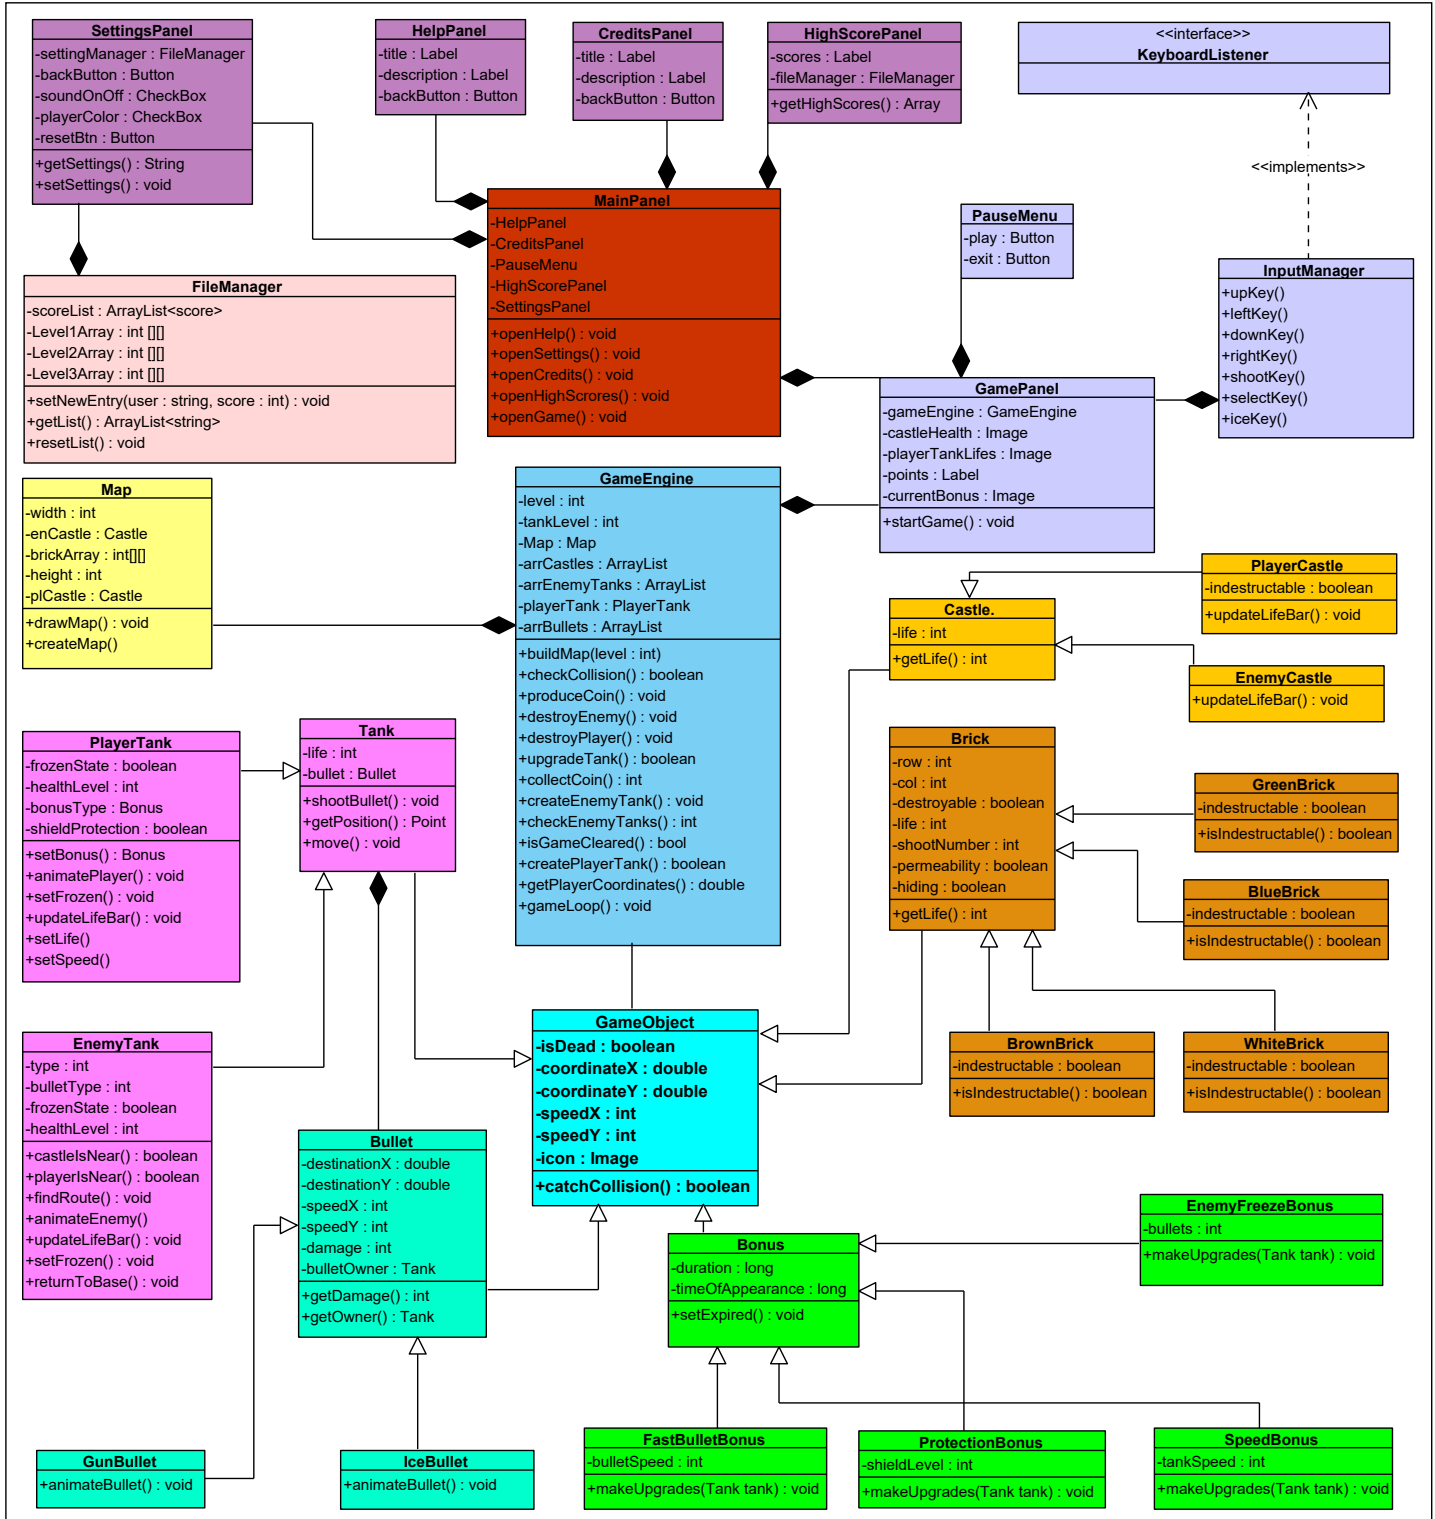 SettingsPanel
-settingManager : FileManager
-backButton : Button
-soundOnOff : CheckBox
-playerColor : CheckBox
-resetBtn : Button
+getSettings() : String
+setSettings() : void
HelpPanel
-title : Label
-description : Label
-backButton : Button
CreditsPanel
-title : Label
-description : Label
-backButton : Button
HighScorePanel
-scores : Label
-fileManager : FileManager
+getHighScores() : Array
<<interface>>
KeyboardListener
<<implements>>
MainPanel
-HelpPanel
-CreditsPanel
-PauseMenu
-HighScorePanel
-SettingsPanel
+openHelp() : void
+openSettings() : void
+openCredits() : void
+openHighScrores() : void
+openGame() : void
PauseMenu
-play : Button
-exit : Button
InputManager
+upKey()
+leftKey()
+downKey()
+rightKey()
+shootKey()
+selectKey()
+iceKey()
FileManager
-scoreList : ArrayList<score>
-Level1Array : int [][]
-Level2Array : int [][]
-Level3Array : int [][]
+setNewEntry(user : string, score : int) : void
+getList() : ArrayList<string>
+resetList() : void
GamePanel
-gameEngine : GameEngine
-castleHealth : Image
-playerTankLifes : Image
-points : Label
-currentBonus : Image
+startGame() : void
Map
-width : int
-enCastle : Castle
-brickArray : int[][]
-height : int
-plCastle : Castle
+drawMap() : void
+createMap()
GameEngine
-level : int
-tankLevel : int
-Map : Map
-arrCastles : ArrayList
-arrEnemyTanks : ArrayList
-playerTank : PlayerTank
-arrBullets : ArrayList
+buildMap(level : int)
+checkCollision() : boolean
+produceCoin() : void
+destroyEnemy() : void
+destroyPlayer() : void
+upgradeTank() : boolean
+collectCoin() : int
+createEnemyTank() : void
+checkEnemyTanks() : int
+isGameCleared() : bool
+createPlayerTank() : boolean
+getPlayerCoordinates() : double
+gameLoop() : void
PlayerCastle
-indestructable : boolean
+updateLifeBar() : void
Castle.
-life : int
+getLife() : int
EnemyCastle
+updateLifeBar() : void
PlayerTank
-frozenState : boolean
-healthLevel : int
-bonusType : Bonus
-shieldProtection : boolean
+setBonus() : Bonus
+animatePlayer() : void
+setFrozen() : void
+updateLifeBar() : void
+setLife()
+setSpeed()
Tank
-life : int
-bullet : Bullet
+shootBullet() : void
+getPosition() : Point
+move() : void
Brick
-row : int
-col : int
-destroyable : boolean
-life : int
-shootNumber : int
-permeability : boolean
-hiding : boolean
+getLife() : int
GreenBrick
-indestructable : boolean
+isIndestructable() : boolean
BlueBrick
-indestructable : boolean
+isIndestructable() : boolean
BrownBrick
-indestructable : boolean
+isIndestructable() : boolean
WhiteBrick
-indestructable : boolean
+isIndestructable() : boolean
GameObject
-isDead : boolean
-coordinateX : double
-coordinateY : double
-speedX : int
-speedY : int
-icon : Image
+catchCollision() : boolean
EnemyTank
-type : int
-bulletType : int
-frozenState : boolean
-healthLevel : int
+castleIsNear() : boolean
+playerIsNear() : boolean
+findRoute() : void
+animateEnemy()
+updateLifeBar() : void
+setFrozen() : void
+returnToBase() : void
Bullet
-destinationX : double
-destinationY : double
-speedX : int
-speedY : int
-damage : int
-bulletOwner : Tank
+getDamage() : int
+getOwner() : Tank
Bonus
-duration : long
-timeOfAppearance : long
+setExpired() : void
EnemyFreezeBonus
-bullets : int
+makeUpgrades(Tank tank) : void
GunBullet
+animateBullet() : void
IceBullet
+animateBullet() : void
FastBulletBonus
-bulletSpeed : int
+makeUpgrades(Tank tank) : void
ProtectionBonus
-shieldLevel : int
+makeUpgrades(Tank tank) : void
SpeedBonus
-tankSpeed : int
+makeUpgrades(Tank tank) : void